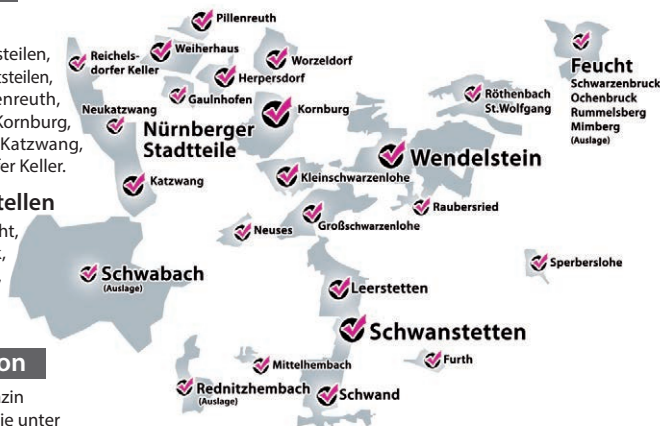 steilen,
tsteilen,
enreuth,
Kornburg,
Katzwang,
fer Keller.
tellen
ht,
k,
on
azin
ie unter
Pillenreuth
Reichels-
dorfer Keller
Weiherhaus
Worzeldorf
Herpersdorf
Gaulnhofen
Neukatzwang
Kornburg
Nürnberger
Stadtteile
Katzwang
Röthenbach
St.Wolfgang
Feucht
Schwarzenbruck
Ochenbruck
Rummelsberg
Mimberg
(Auslage)
Wendelstein
Kleinschwarzenlohe
Raubersried
Großschwarzenlohe
Neuses
Schwabach
(Auslage)
Sperberslohe
Leerstetten
Schwanstetten
Mittelhembach
Furth
Rednitzhembach
(Auslage)
Schwand